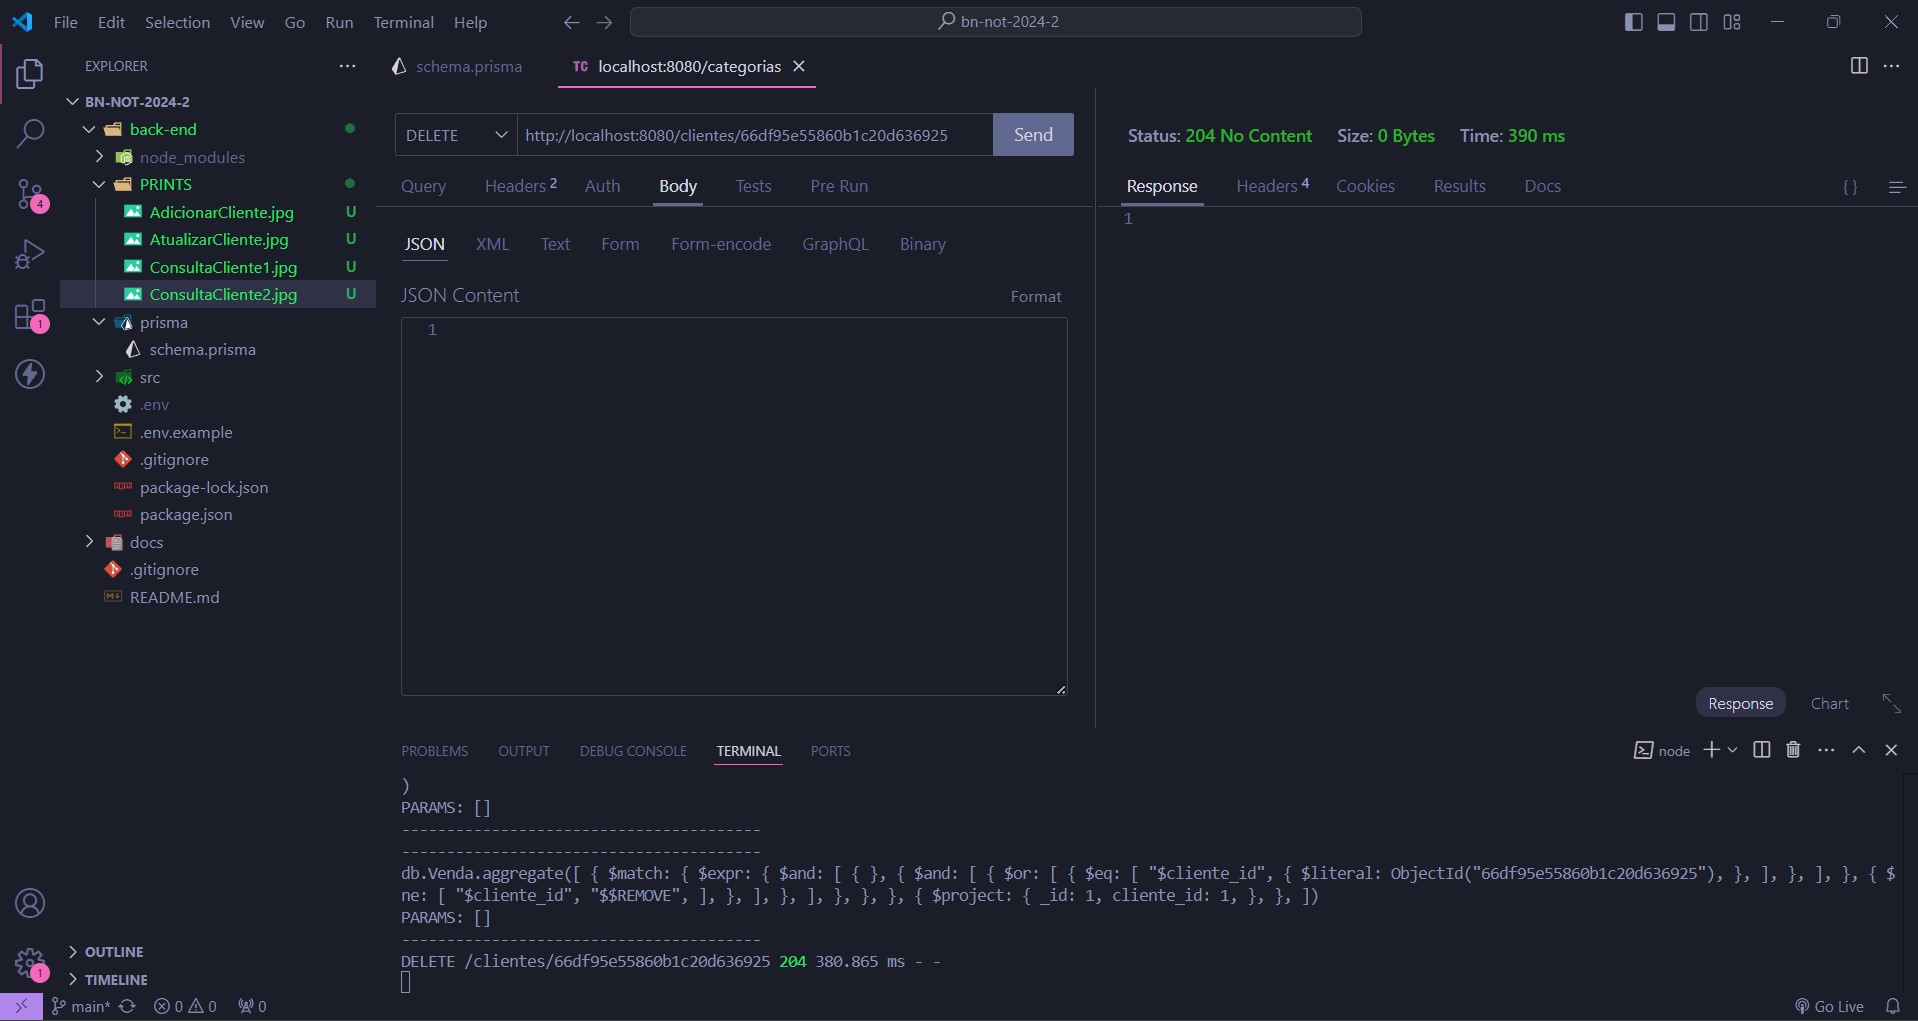 File Edit Selection View Go Run Terminal Help
bn-not-2024-2
EXPLORER
BN-NOT-2024-2
back-end
node_modules
PRINTS
AdicionarCliente.jpg U
AtualizarCliente.jpg U
ConsultaCliente1.jpg U
ConsultaCliente2.jpg U
prisma
schema.prisma
src
.env
.env.example
.gitignore
package-lock.json
package.json
docs
.gitignore
README.md
OUTLINE
TIMELINE
4
1
1
schema.prisma
TC localhost:8080/categorias
DELETE http://localhost:8080/clientes/66df95e55860b1c20d636925 Send
Query Headers 2 Auth Body Tests Pre Run
JSON XML Text Form Form-encode GraphQL Binary
JSON Content Format
1
Status: 204 No Content Size: 0 Bytes Time: 390 ms
Response Headers 4 Cookies Results Docs { }
1
Response Chart
PROBLEMS OUTPUT DEBUG CONSOLE TERMINAL PORTS
node
)
PARAMS: []
----------------------------------------
----------------------------------------
db.Venda.aggregate([ { $match: { $expr: { $and: [ { }, { $and: [ { $or: [ { $eq: [ "$cliente_id", { $literal: ObjectId("66df95e55860b1c20d636925"), }, ], }, ], }, { $
ne: [ "$cliente_id", "$$REMOVE", ], }, ], }, ], }, }, }, { $project: { _id: 1, cliente_id: 1, }, }, ])
PARAMS: []
----------------------------------------
DELETE /clientes/66df95e55860b1c20d636925 204 380.865 ms - -
main* 0 0 0
Go Live